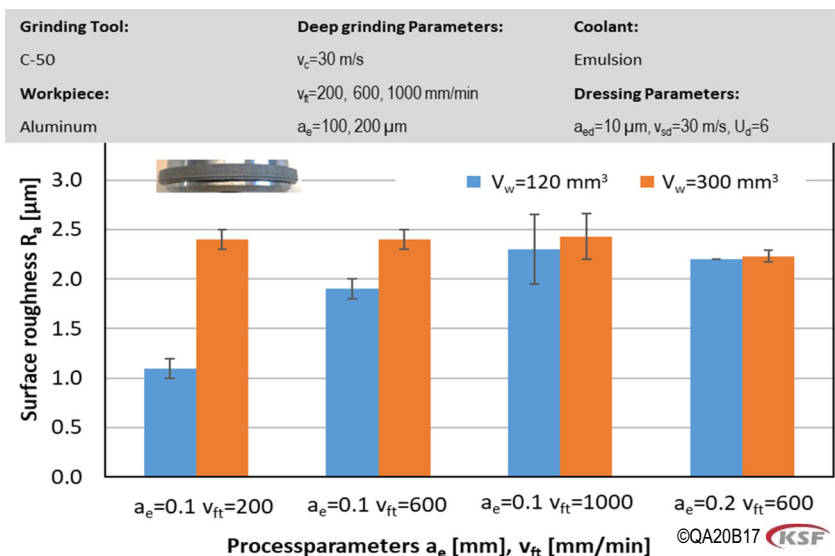 Grinding Tool: Deep grinding Parameters: Coolant:
C-50 vc=30 m/s Emulsion
Workpiece: vft=200, 600, 1000 mm/min Dressing Parameters:
Aluminum ae=100, 200 µm aed=10 µm, vsd=30 m/s, Ud=6
Surface roughness Ra [µm]
3.0
2.5
2.0
1.5
1.0
0.5
0.0
Vw=120 mm³ Vw=300 mm³
ae=0.1 vft=200 ae=0.1 vft=600 ae=0.1 vft=1000 ae=0.2 vft=600
Processparameters ae [mm], vft [mm/min]
©QA20B17 KSF